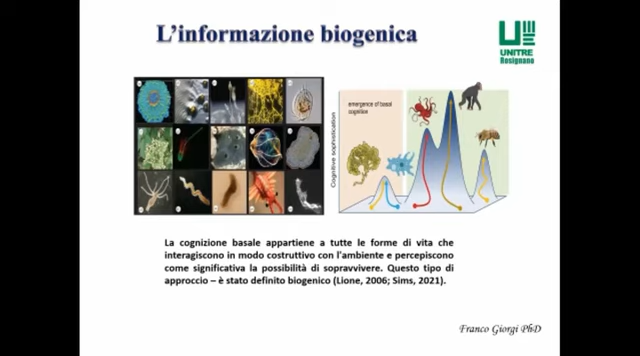 L'informazione biogenica
UNITRE
Rosignano
emergence of basal
cognition
Cognitive sophistication
La cognizione basale appartiene a tutte le forme di vita che
interagiscono in modo costruttivo con l'ambiente e percepiscono
come significativa la possibilità di sopravvivere. Questo tipo di
approccio – è stato definito biogenico (Lione, 2006; Sims, 2021).
Franco Giorgi PhD